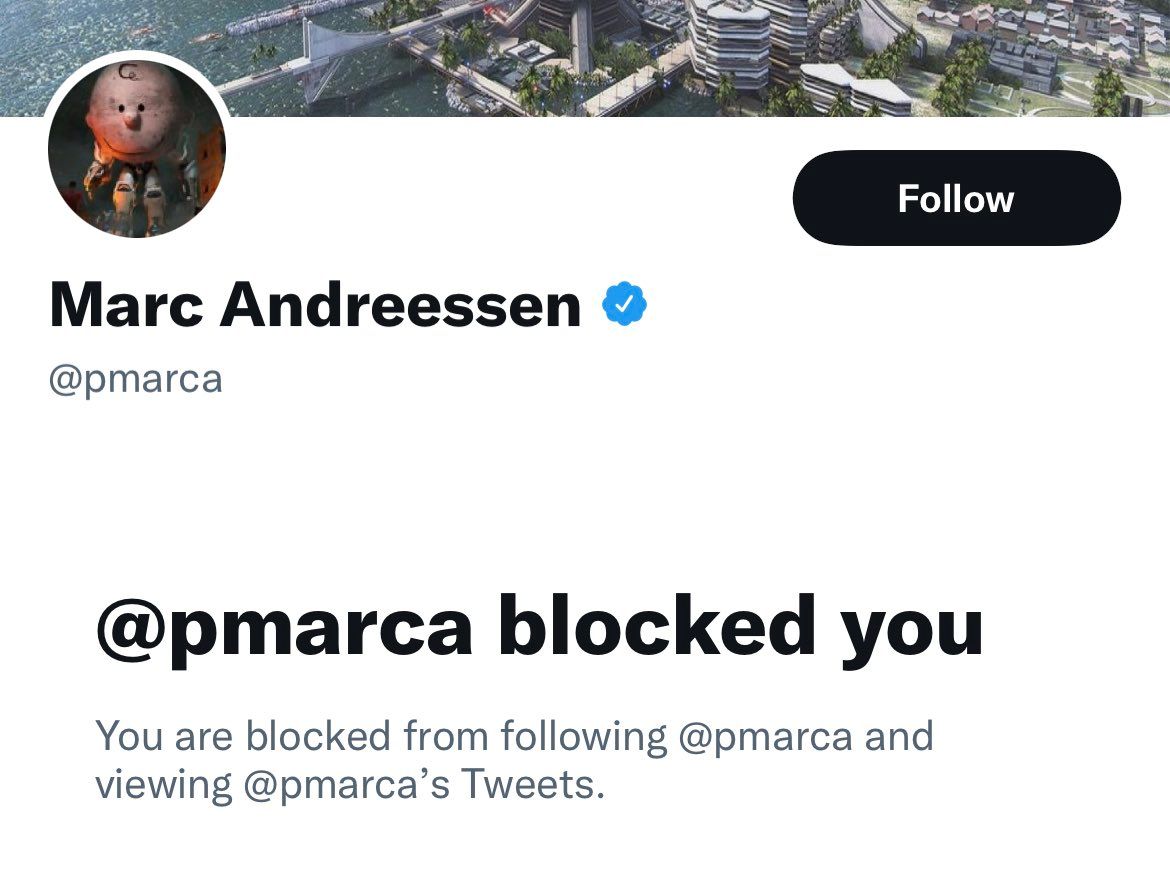 Follow
Marc Andreessen
@pmarca
@pmarca blocked you
You are blocked from following @pmarca and
viewing @pmarca’s Tweets.